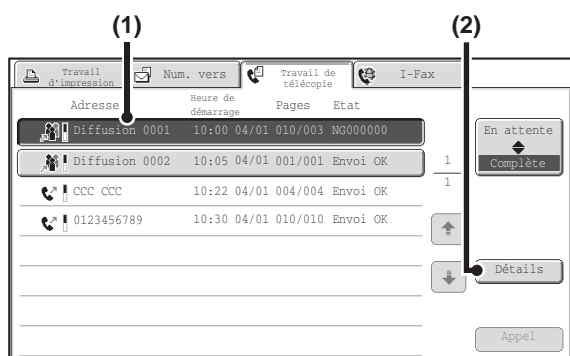 (1) (2)
Travail d'impression
Num. vers
Travail de télécopie
I-Fax
Adresse Heure de démarrage Pages Etat
Diffusion 0001 10:00 04/01 010/003 NG000000
Diffusion 0002 10:05 04/01 001/001 Envoi OK
CCC CCC 10:22 04/01 004/004 Envoi OK
0123456789 10:30 04/01 010/010 Envoi OK
1
1
En attente
Complète
Détails
Appel